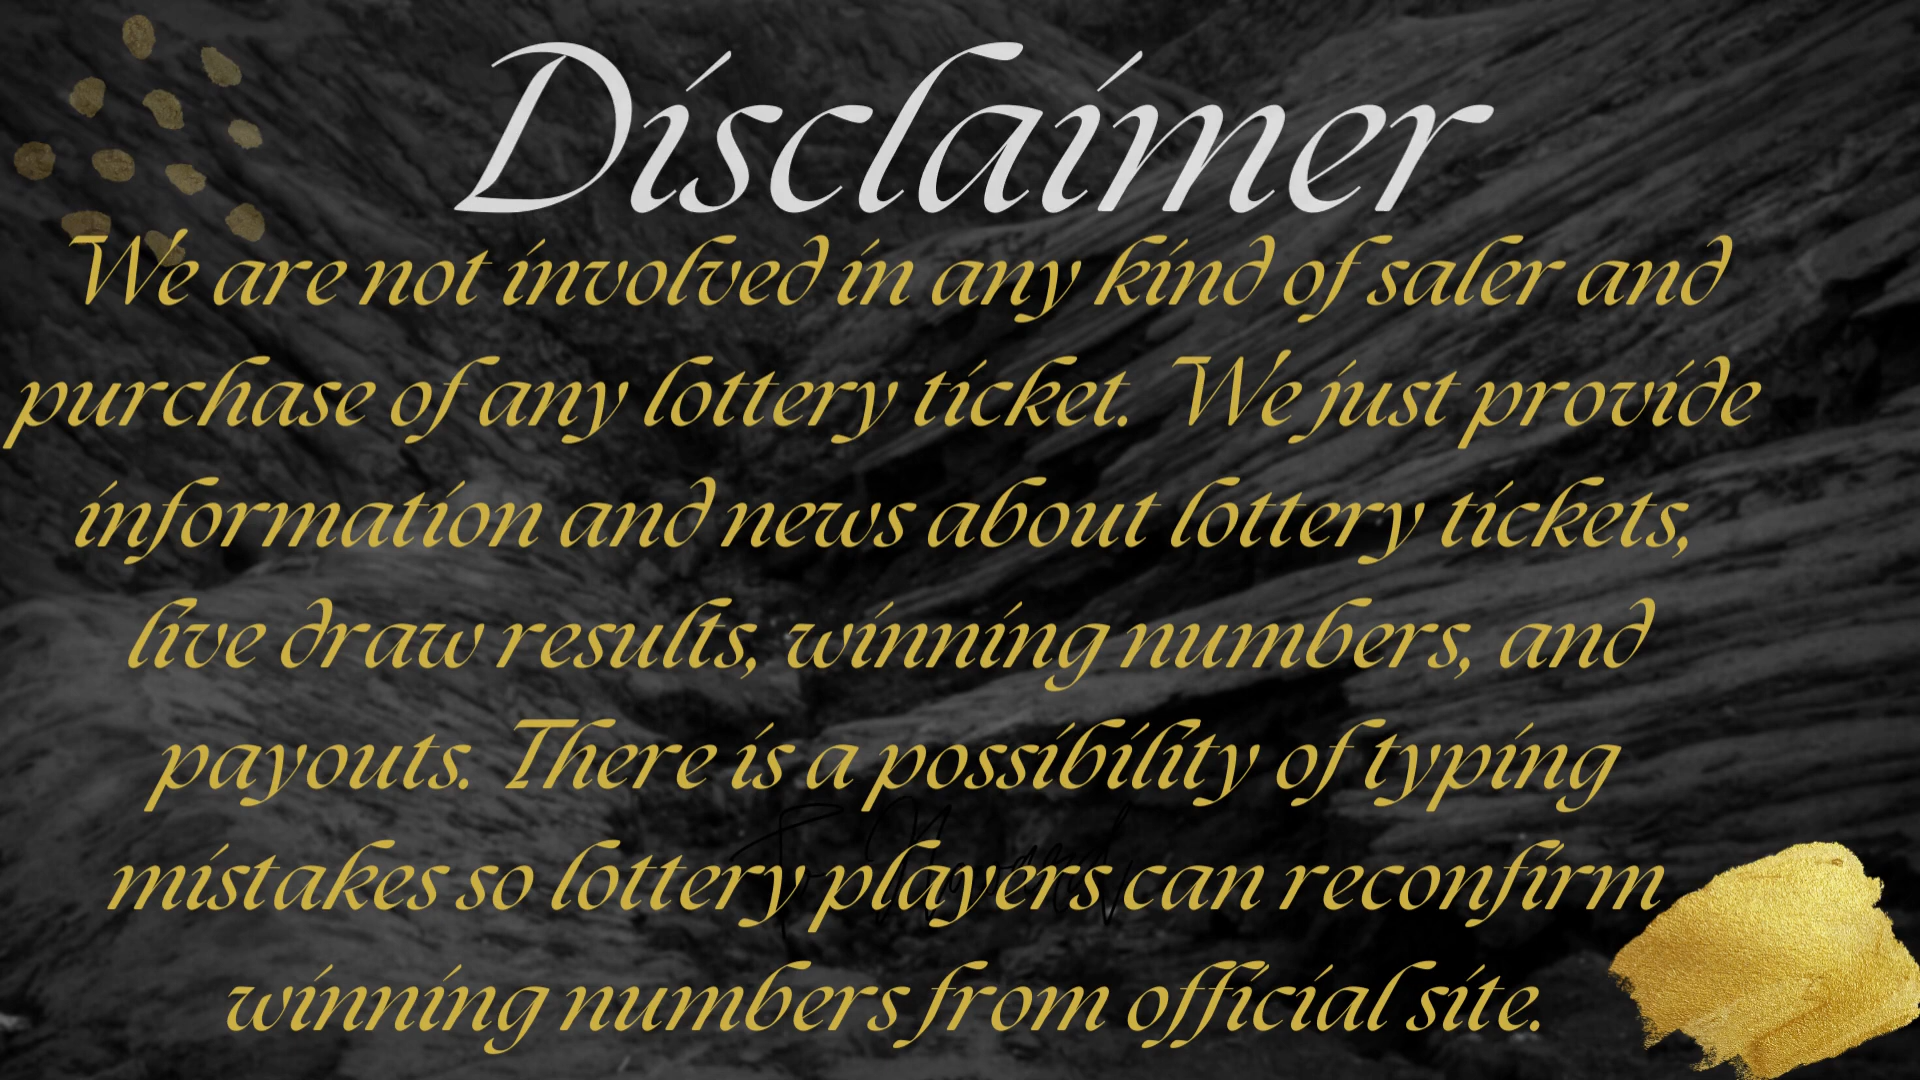 Disclaimer
We are not involved in any kind of saler and
purchase of any lottery ticket. We just provide
information and news about lottery tickets,
live draw results, winning numbers, and
payouts. There is a possibility of typing
mistakes so lottery players can reconfirm
winning numbers from official site.